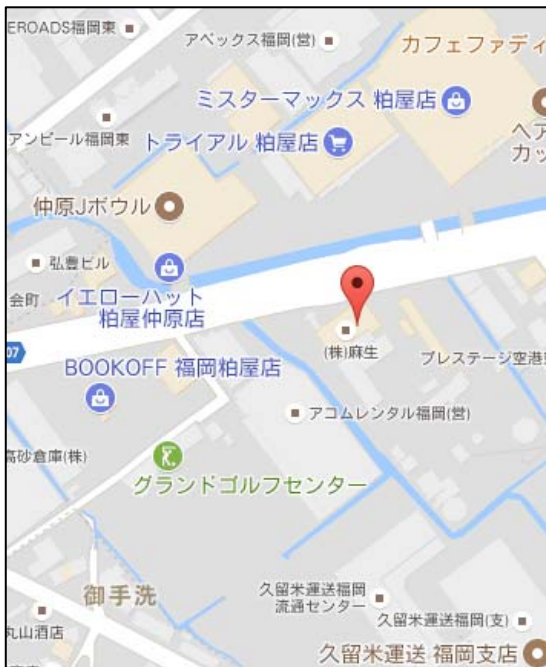 EROADS福岡東
アペックス福岡(営)
カフェファディ
ミスターマックス 粕屋店
アンピール福岡東
トライアル 粕屋店
ヘア
カッ
仲原Jボウル
弘豊ビル
会町
イエローハット
粕屋仲原店
07
(株)麻生
プレステージ空港
BOOKOFF 福岡粕屋店
アコムレンタル福岡(営)
高砂倉庫(株)
グランドゴルフセンター
御手洗
久留米運送福岡
流通センター
久留米運送福岡(支)
丸山酒店
久留米運送 福岡支店